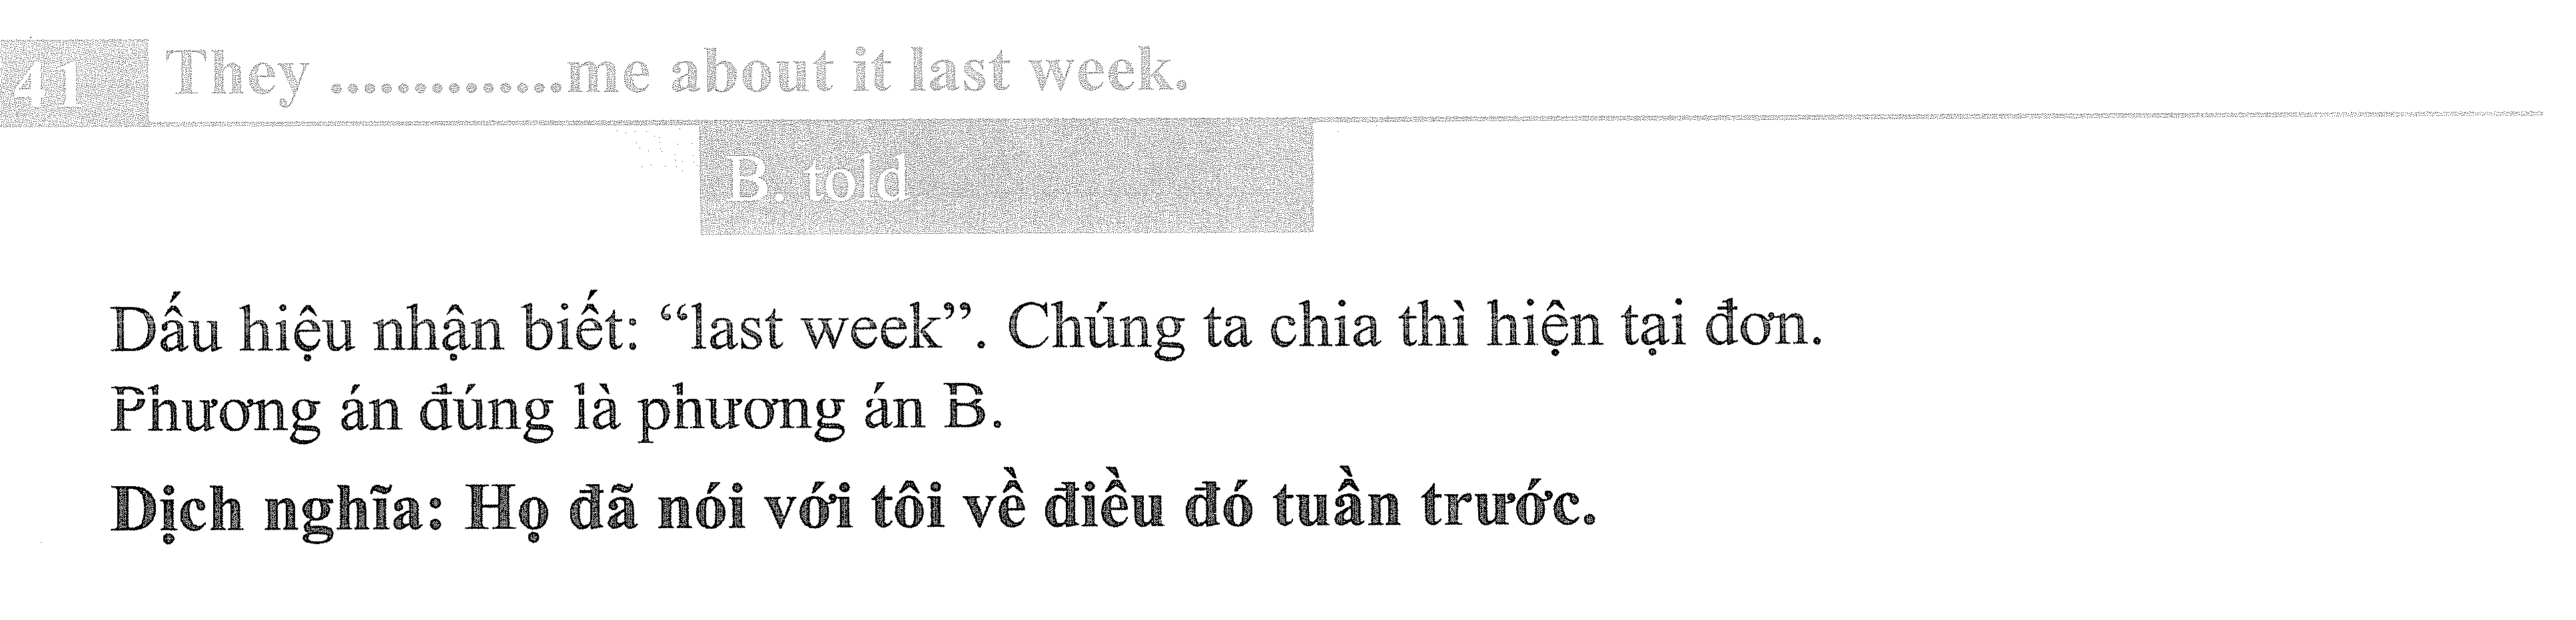 41 They .............me about it last week.
B. told
Dấu hiệu nhận biết: “last week”. Chúng ta chia thì hiện tại đơn.
Phương án đúng là phương án B.
Dịch nghĩa: Họ đã nói với tôi về điều đó tuần trước.